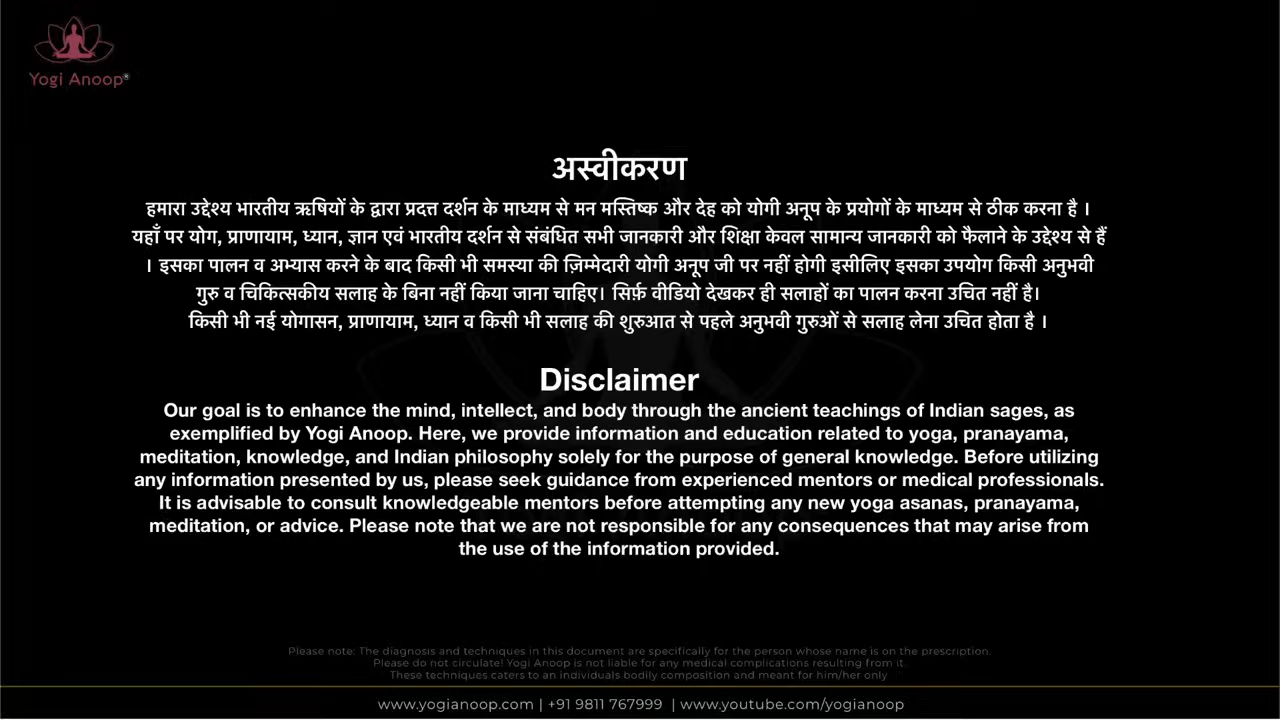 Yogi Anoop®
अस्वीकरण
हमारा उद्देश्य भारतीय ऋषियों के द्वारा प्रदत्त दर्शन के माध्यम से मन मस्तिष्क और देह को योगी अनूप के प्रयोगों के माध्यम से ठीक करना है ।
यहाँ पर योग, प्राणायाम, ध्यान, ज्ञान एवं भारतीय दर्शन से संबंधित सभी जानकारी और शिक्षा केवल सामान्य जानकारी को फैलाने के उद्देश्य से हैं
। इसका पालन व अभ्यास करने के बाद किसी भी समस्या की ज़िम्मेदारी योगी अनूप जी पर नहीं होगी इसीलिए इसका उपयोग किसी अनुभवी
गुरु व चिकित्सकीय सलाह के बिना नहीं किया जाना चाहिए। सिर्फ़ वीडियो देखकर ही सलाहों का पालन करना उचित नहीं है।
किसी भी नई योगासन, प्राणायाम, ध्यान व किसी भी सलाह की शुरुआत से पहले अनुभवी गुरुओं से सलाह लेना उचित होता है ।
Disclaimer
Our goal is to enhance the mind, intellect, and body through the ancient teachings of Indian sages, as
exemplified by Yogi Anoop. Here, we provide information and education related to yoga, pranayama,
meditation, knowledge, and Indian philosophy solely for the purpose of general knowledge. Before utilizing
any information presented by us, please seek guidance from experienced mentors or medical professionals.
It is advisable to consult knowledgeable mentors before attempting any new yoga asanas, pranayama,
meditation, or advice. Please note that we are not responsible for any consequences that may arise from
the use of the information provided.
Please note: The diagnosis and techniques in this document are specifically for the person whose name is on the prescription.
Please do not circulate! Yogi Anoop is not liable for any medical complications resulting from it.
These techniques caters to an individuals bodily composition and meant for him/her only
www.yogianoop.com | +91 9811 767999 | www.youtube.com/yogianoop